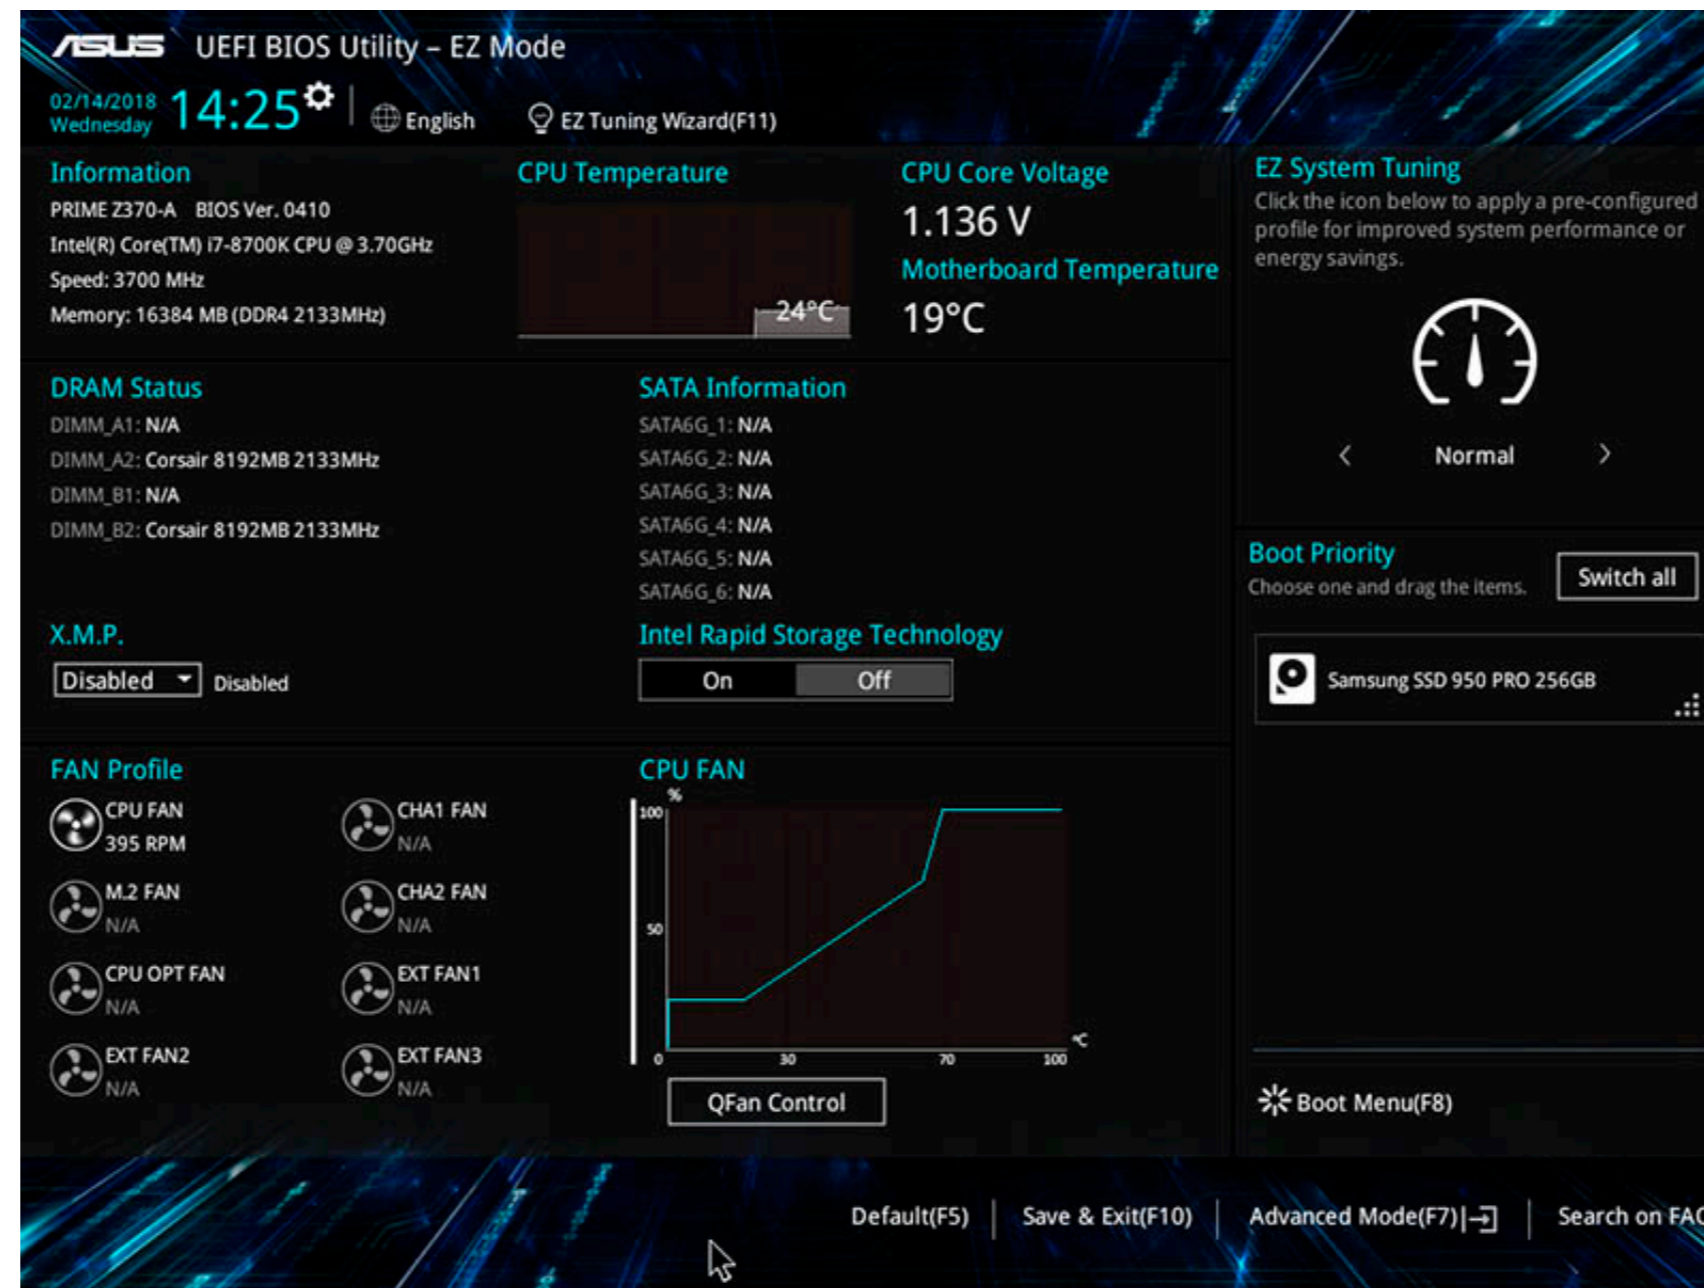 ASUS UEFI BIOS Utility – EZ Mode
02/14/2018
Wednesday
14:25
English
EZ Tuning Wizard(F11)
Information
PRIME Z370-A BIOS Ver. 0410
Intel(R) Core(TM) i7-8700K CPU @ 3.70GHz
Speed: 3700 MHz
Memory: 16384 MB (DDR4 2133MHz)
CPU Temperature
24°C
CPU Core Voltage
1.136 V
Motherboard Temperature
19°C
EZ System Tuning
Click the icon below to apply a pre-configured
profile for improved system performance or
energy savings.
Normal
DRAM Status
DIMM_A1: N/A
DIMM_A2: Corsair 8192MB 2133MHz
DIMM_B1: N/A
DIMM_B2: Corsair 8192MB 2133MHz
SATA Information
SATA6G_1: N/A
SATA6G_2: N/A
SATA6G_3: N/A
SATA6G_4: N/A
SATA6G_5: N/A
SATA6G_6: N/A
X.M.P.
Disabled
Disabled
Intel Rapid Storage Technology
On
Off
Boot Priority
Choose one and drag the items.
Switch all
Samsung SSD 950 PRO 256GB
Boot Menu(F8)
FAN Profile
CPU FAN
395 RPM
CHA1 FAN
N/A
M.2 FAN
N/A
CHA2 FAN
N/A
CPU OPT FAN
N/A
EXT FAN1
N/A
EXT FAN2
N/A
EXT FAN3
N/A
CPU FAN
%
100
50
0
30
70
100
°C
QFan Control
Default(F5)
Save & Exit(F10)
Advanced Mode(F7)
Search on